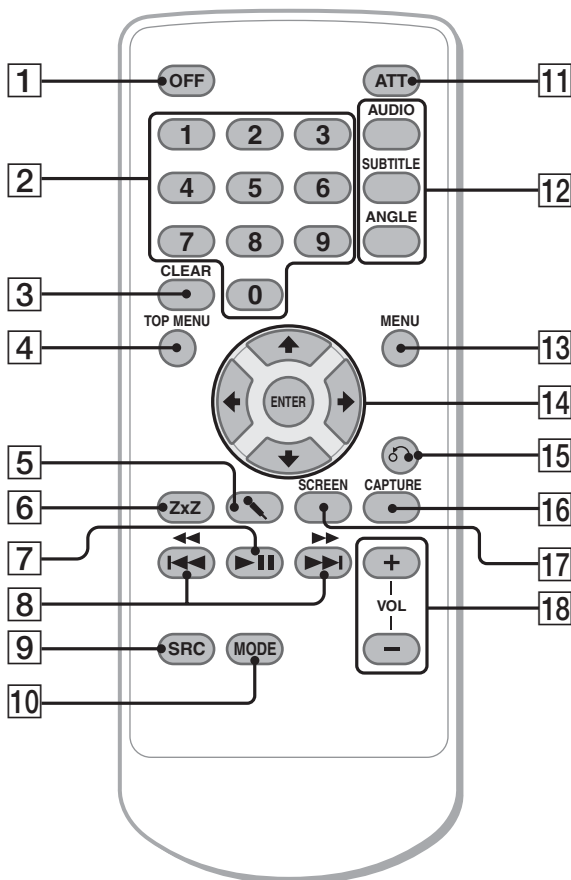 1 OFF ATT 11
AUDIO
1 2 3
2 SUBTITLE 12
4 5 6
ANGLE
7 8 9
CLEAR
3 0
TOP MENU MENU
4 13
ENTER 14
5 15
SCREEN CAPTURE
6 ZxZ 16
7 17
8 + VOL − 18
9 SRC MODE
10